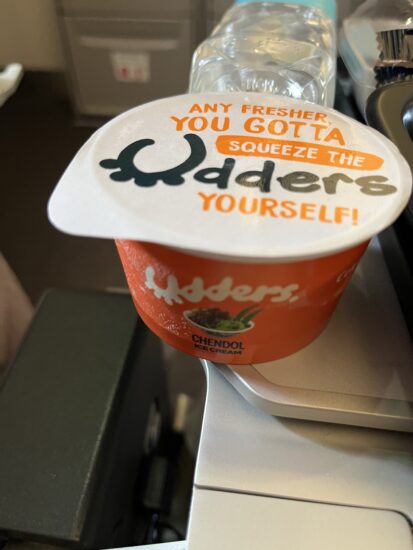 ANY FRESHER,
YOU GOTTA
SQUEEZE THE
Udders
YOURSELF!
Udders
CHENDOL
ICE CREAM